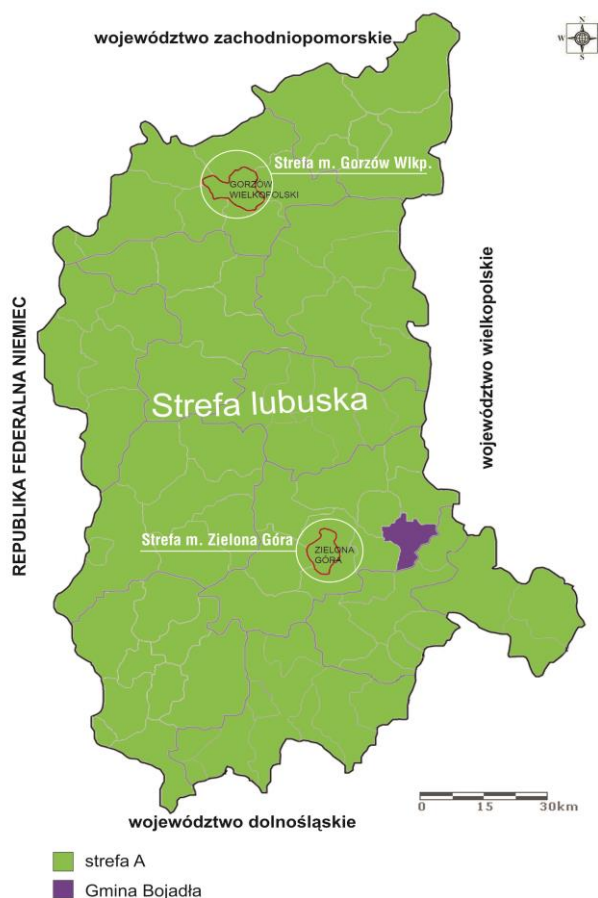 województwo zachodniopomorskie
N
W
E
S
Strefa m. Gorzów Wlkp.
GORZÓW
WIELKOPOLSKI
REPUBLIKA FEDERALNA NIEMIEC
województwo wielkopolskie
Strefa lubuska
Strefa m. Zielona Góra
ZIELONA
GÓRA
0 15 30km
województwo dolnośląskie
strefa A
Gmina Bojadła